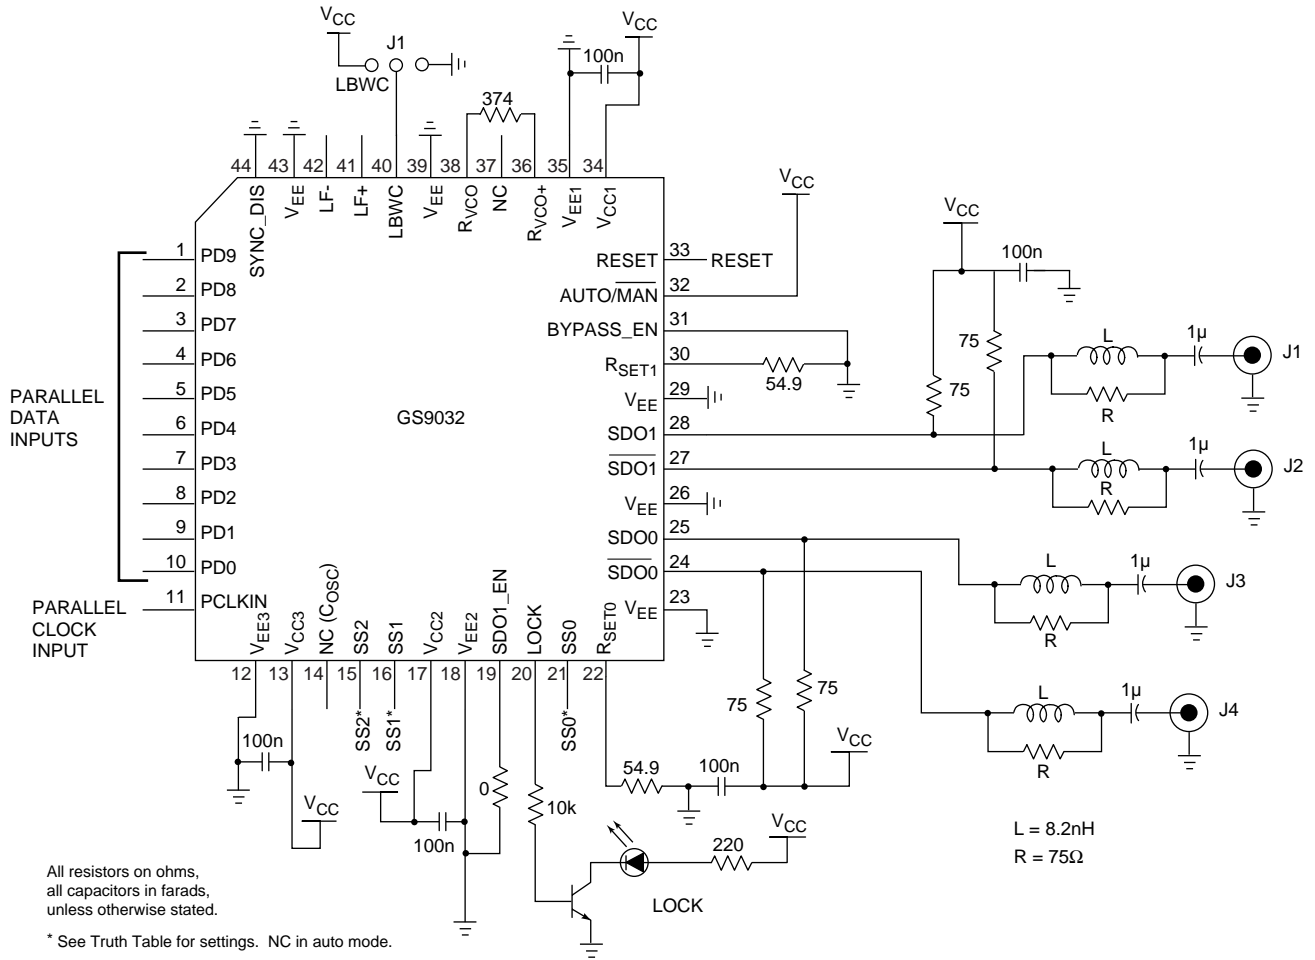 VCC
J1
LBWC
374
100n
VCC
44 43 42 41 40 39 38 37 36 35 34
SYNC_DIS
VEE
LF-
LF+
LBWC
VEE
RVCO
NC
RVCO+
VEE1
VCC1
PARALLEL
DATA
INPUTS
1 PD9
2 PD8
3 PD7
4 PD6
5 PD5
6 PD4
7 PD3
8 PD2
9 PD1
10 PD0
PARALLEL
CLOCK
INPUT
11 PCLKIN
GS9032
RESET 33 RESET
AUTO/MAN 32
VCC
BYPASS_EN 31
RSET1 30
54.9
VEE 29
SDO1 28
SDO1 27
VEE 26
SDO0 25
SDO0 24
VEE 23
VCC
100n
75
75
L
R
1µ
J1
L
R
1µ
J2
L
R
1µ
J3
L
R
1µ
J4
VEE3
VCC3
NC (COSC)
SS2
SS1
VCC2
VEE2
SDO1_EN
LOCK
SS0
RSET0
12 13 14 15 16 17 18 19 20 21 22
SS2*
SS1*
SS0*
100n
VCC
VCC
100n
0
10k
54.9
100n
75
75
VCC
220
VCC
LOCK
L = 8.2nH
R = 75Ω
All resistors on ohms,
all capacitors in farads,
unless otherwise stated.
* See Truth Table for settings. NC in auto mode.